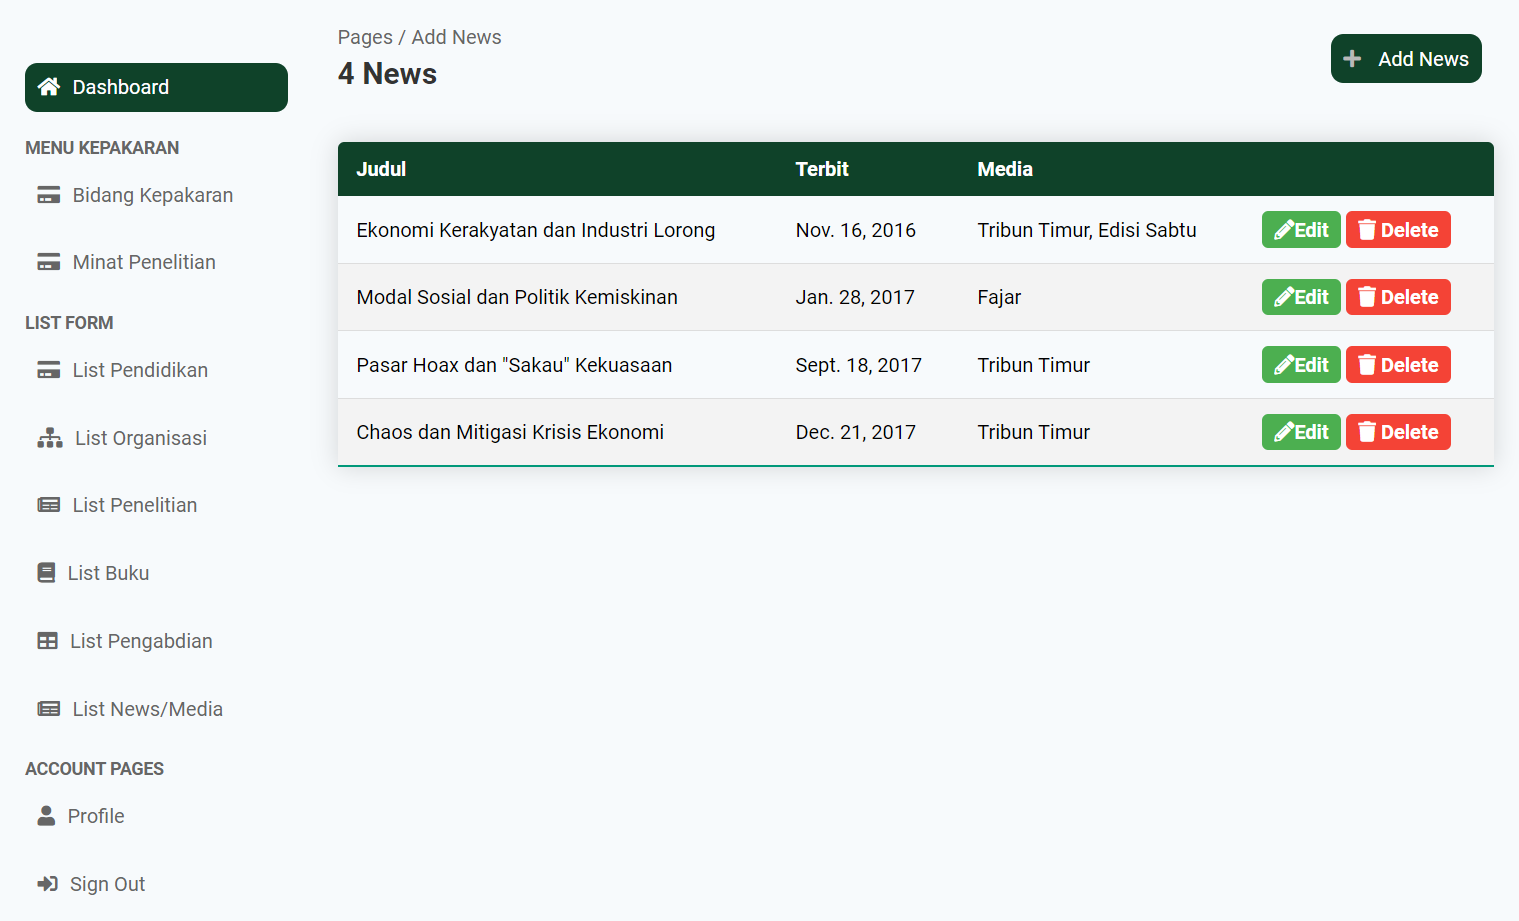 Dashboard
MENU KEPAKARAN
Bidang Kepakaran
Minat Penelitian
LIST FORM
List Pendidikan
List Organisasi
List Penelitian
List Buku
List Pengabdian
List News/Media
ACCOUNT PAGES
Profile
Sign Out
Pages / Add News
4 News
Add News
Judul Terbit Media
Ekonomi Kerakyatan dan Industri Lorong Nov. 16, 2016 Tribun Timur, Edisi Sabtu Edit Delete
Modal Sosial dan Politik Kemiskinan Jan. 28, 2017 Fajar Edit Delete
Pasar Hoax dan "Sakau" Kekuasaan Sept. 18, 2017 Tribun Timur Edit Delete
Chaos dan Mitigasi Krisis Ekonomi Dec. 21, 2017 Tribun Timur Edit Delete